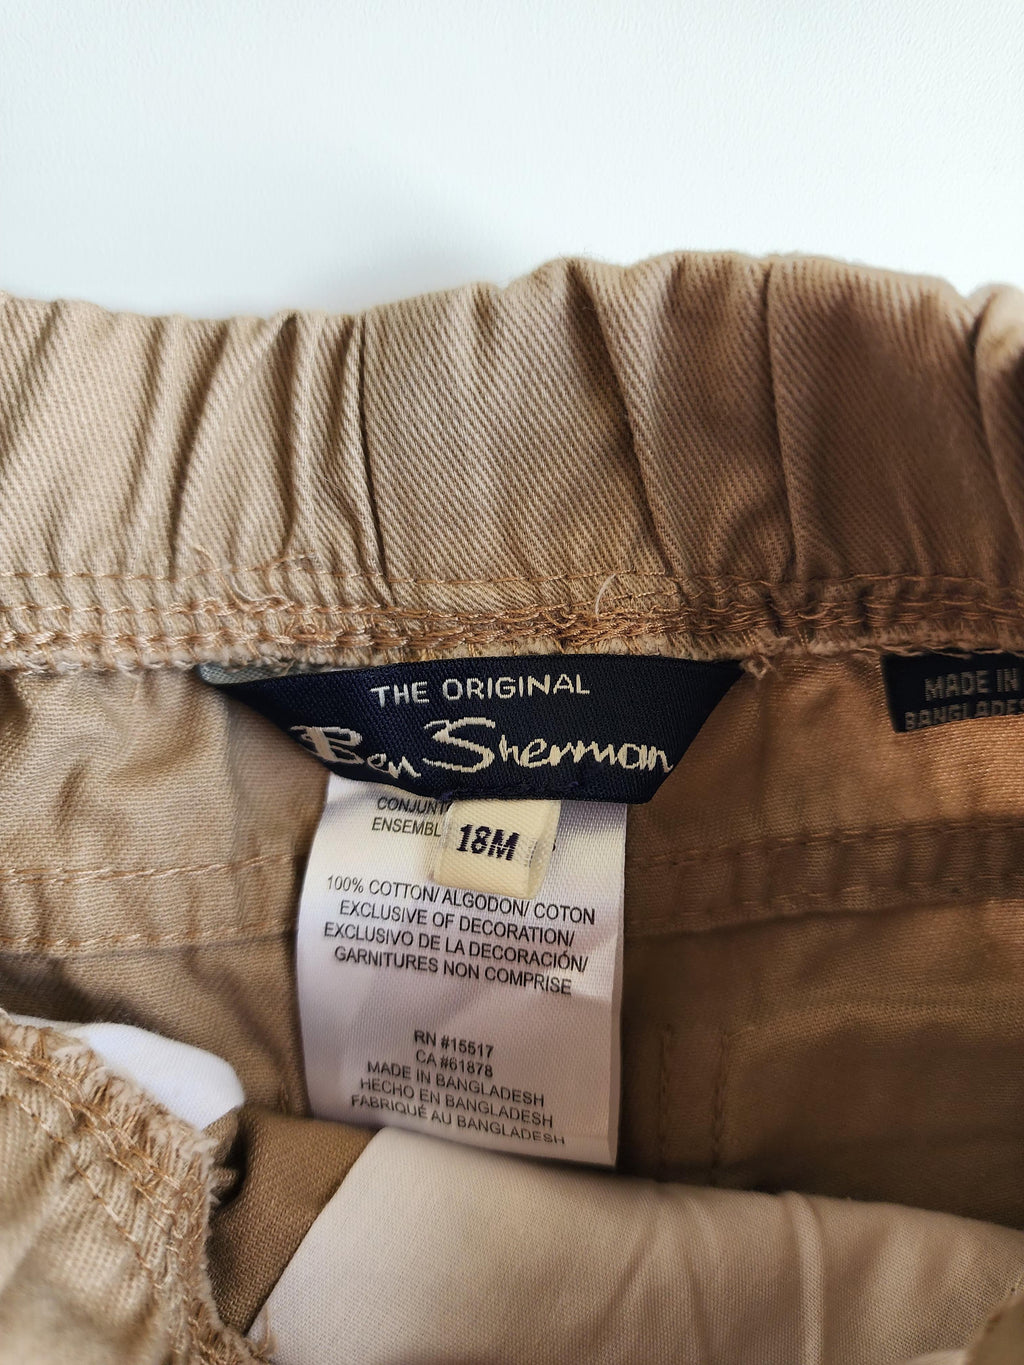 THE ORIGINAL
Ben Sherman
MADE IN
18M
100% COTTON/ ALGODON/ COTON
EXCLUSIVE OF DECORATION/
EXCLUSIVO DE LA DECORACIÓN/
GARNITURES NON COMPRISE
RN #15517
CA #61878
MADE IN BANGLADESH
HECHO EN BANGLADESH
FABRIQUÉ AU BANGLADESH